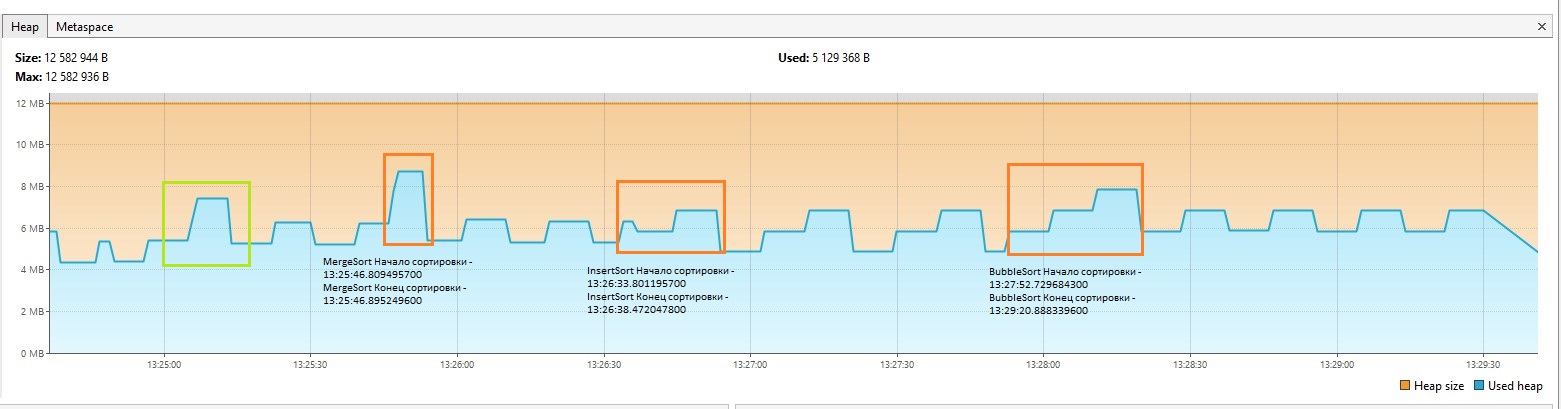 Heap Metaspace ×
Size: 12 582 944 B Used: 5 129 368 B
Max: 12 582 936 B
12 MB
10 MB
8 MB
6 MB
4 MB
2 MB
0 MB
MergeSort Начало сортировки -
13:25:46.809495700
MergeSort Конец сортировки -
13:25:46.895249600
InsertSort Начало сортировки -
13:26:33.801195700
InsertSort Конец сортировки -
13:26:38.472047800
BubbleSort Начало сортировки -
13:27:52.729684300
BubbleSort Конец сортировки -
13:29:20.888339600
13:25:00 13:25:30 13:26:00 13:26:30 13:27:00 13:27:30 13:28:00 13:28:30 13:29:00 13:29:30
Heap size Used heap